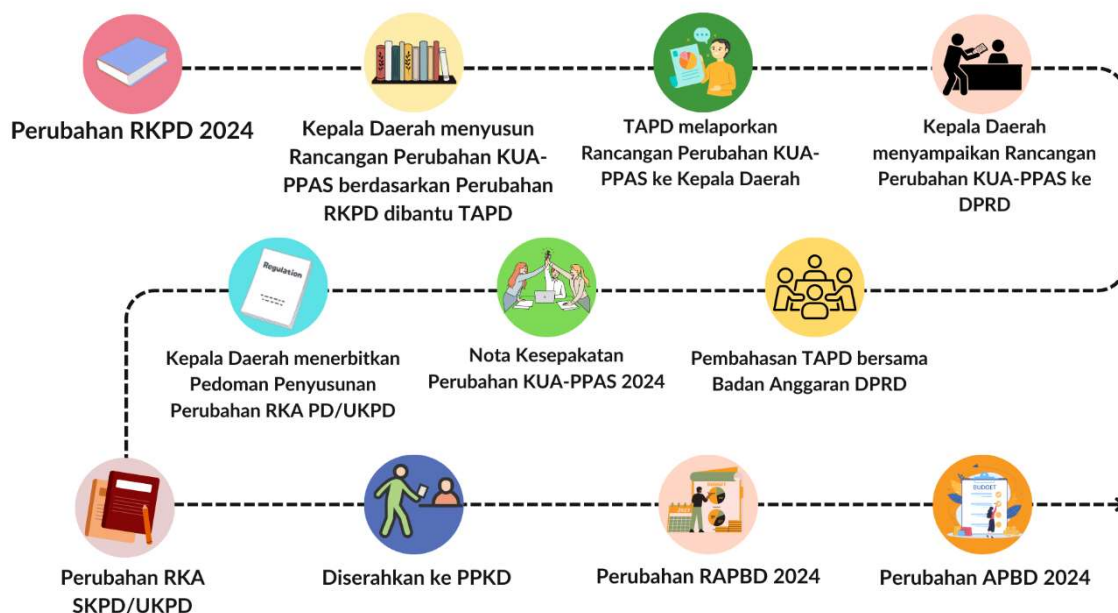 Perubahan RKPD 2024
Kepala Daerah menyusun
Rancangan Perubahan KUA-
PPAS berdasarkan Perubahan
RKPD dibantu TAPD
TAPD melaporkan
Rancangan Perubahan KUA-
PPAS ke Kepala Daerah
Kepala Daerah
menyampaikan Rancangan
Perubahan KUA-PPAS ke
DPRD
Pembahasan TAPD bersama
Badan Anggaran DPRD
Nota Kesepakatan
Perubahan KUA-PPAS 2024
Regulation
Kepala Daerah menerbitkan
Pedoman Penyusunan
Perubahan RKA PD/UKPD
Perubahan RKA
SKPD/UKPD
Diserahkan ke PPKD
BUDGET
Perubahan RAPBD 2024
BUDGET
Perubahan APBD 2024